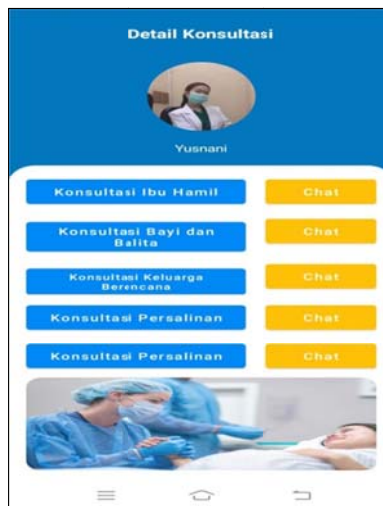 Detail Konsultasi
Yusnani
Konsultasi Ibu Hamil
Chat
Konsultasi Bayi dan
Balita
Chat
Konsultasi Keluarga
Berencana
Chat
Konsultasi Persalinan
Chat
Konsultasi Persalinan
Chat